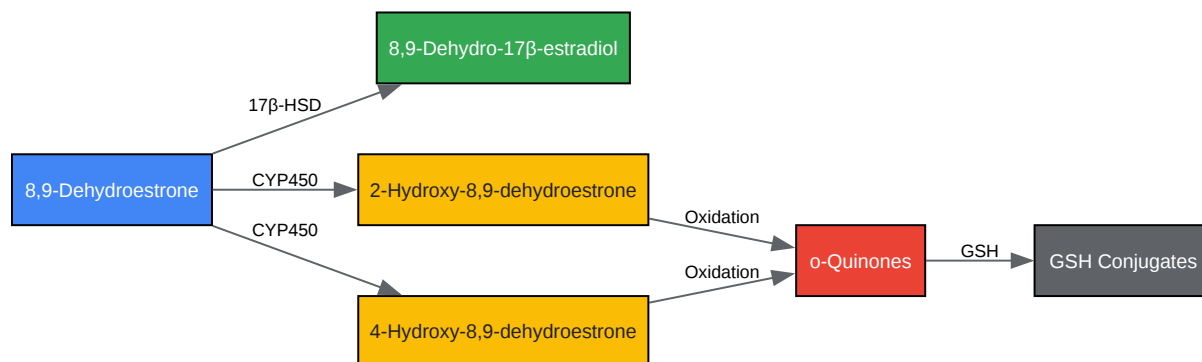 8,9-Dehydro-17β-estradiol
17β-HSD
8,9-Dehydroestrone
CYP450
2-Hydroxy-8,9-dehydroestrone
CYP450
Oxidation
o-Quinones
GSH
GSH Conjugates
Oxidation
4-Hydroxy-8,9-dehydroestrone